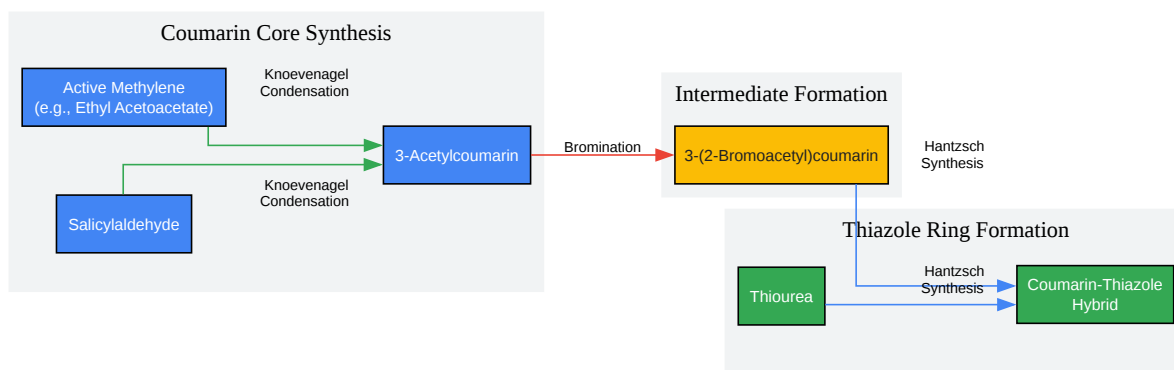 Coumarin Core Synthesis
Active Methylene
(e.g., Ethyl Acetoacetate)
Knoevenagel
Condensation
3-Acetylcoumarin
Knoevenagel
Condensation
Salicylaldehyde
Bromination
Intermediate Formation
3-(2-Bromoacetyl)coumarin
Hantzsch
Synthesis
Thiazole Ring Formation
Thiourea
Hantzsch
Synthesis
Coumarin-Thiazole
Hybrid